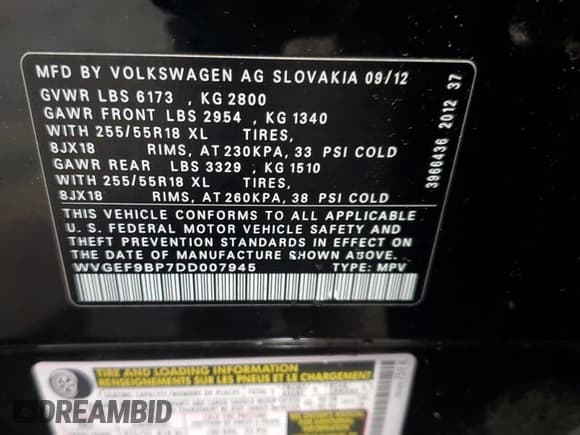 MFD BY VOLKSWAGEN AG SLOVAKIA 09/12
GVWR LBS 6173 , KG 2800
GAWR FRONT LBS 2954 , KG 1340
WITH 255/55R18 XL TIRES,
8JX18 RIMS, AT 230KPA, 33 PSI COLD
GAWR REAR LBS 3329 , KG 1510
WITH 255/55R18 XL TIRES,
8JX18 RIMS, AT 260KPA, 38 PSI COLD
THIS VEHICLE CONFORMS TO ALL APPLICABLE
U. S. FEDERAL MOTOR VEHICLE SAFETY AND
THEFT PREVENTION STANDARDS IN EFFECT ON
THE DATE OF MANUFACTURE SHOWN ABOVE.
WVGEF9BP7DD007945 TYPE: MPV
3966436 2012 37
TIRE AND LOADING INFORMATION
RENSEIGNEMENTS SUR LES PNEUS ET LE CHARGEMENT
DREAMBID